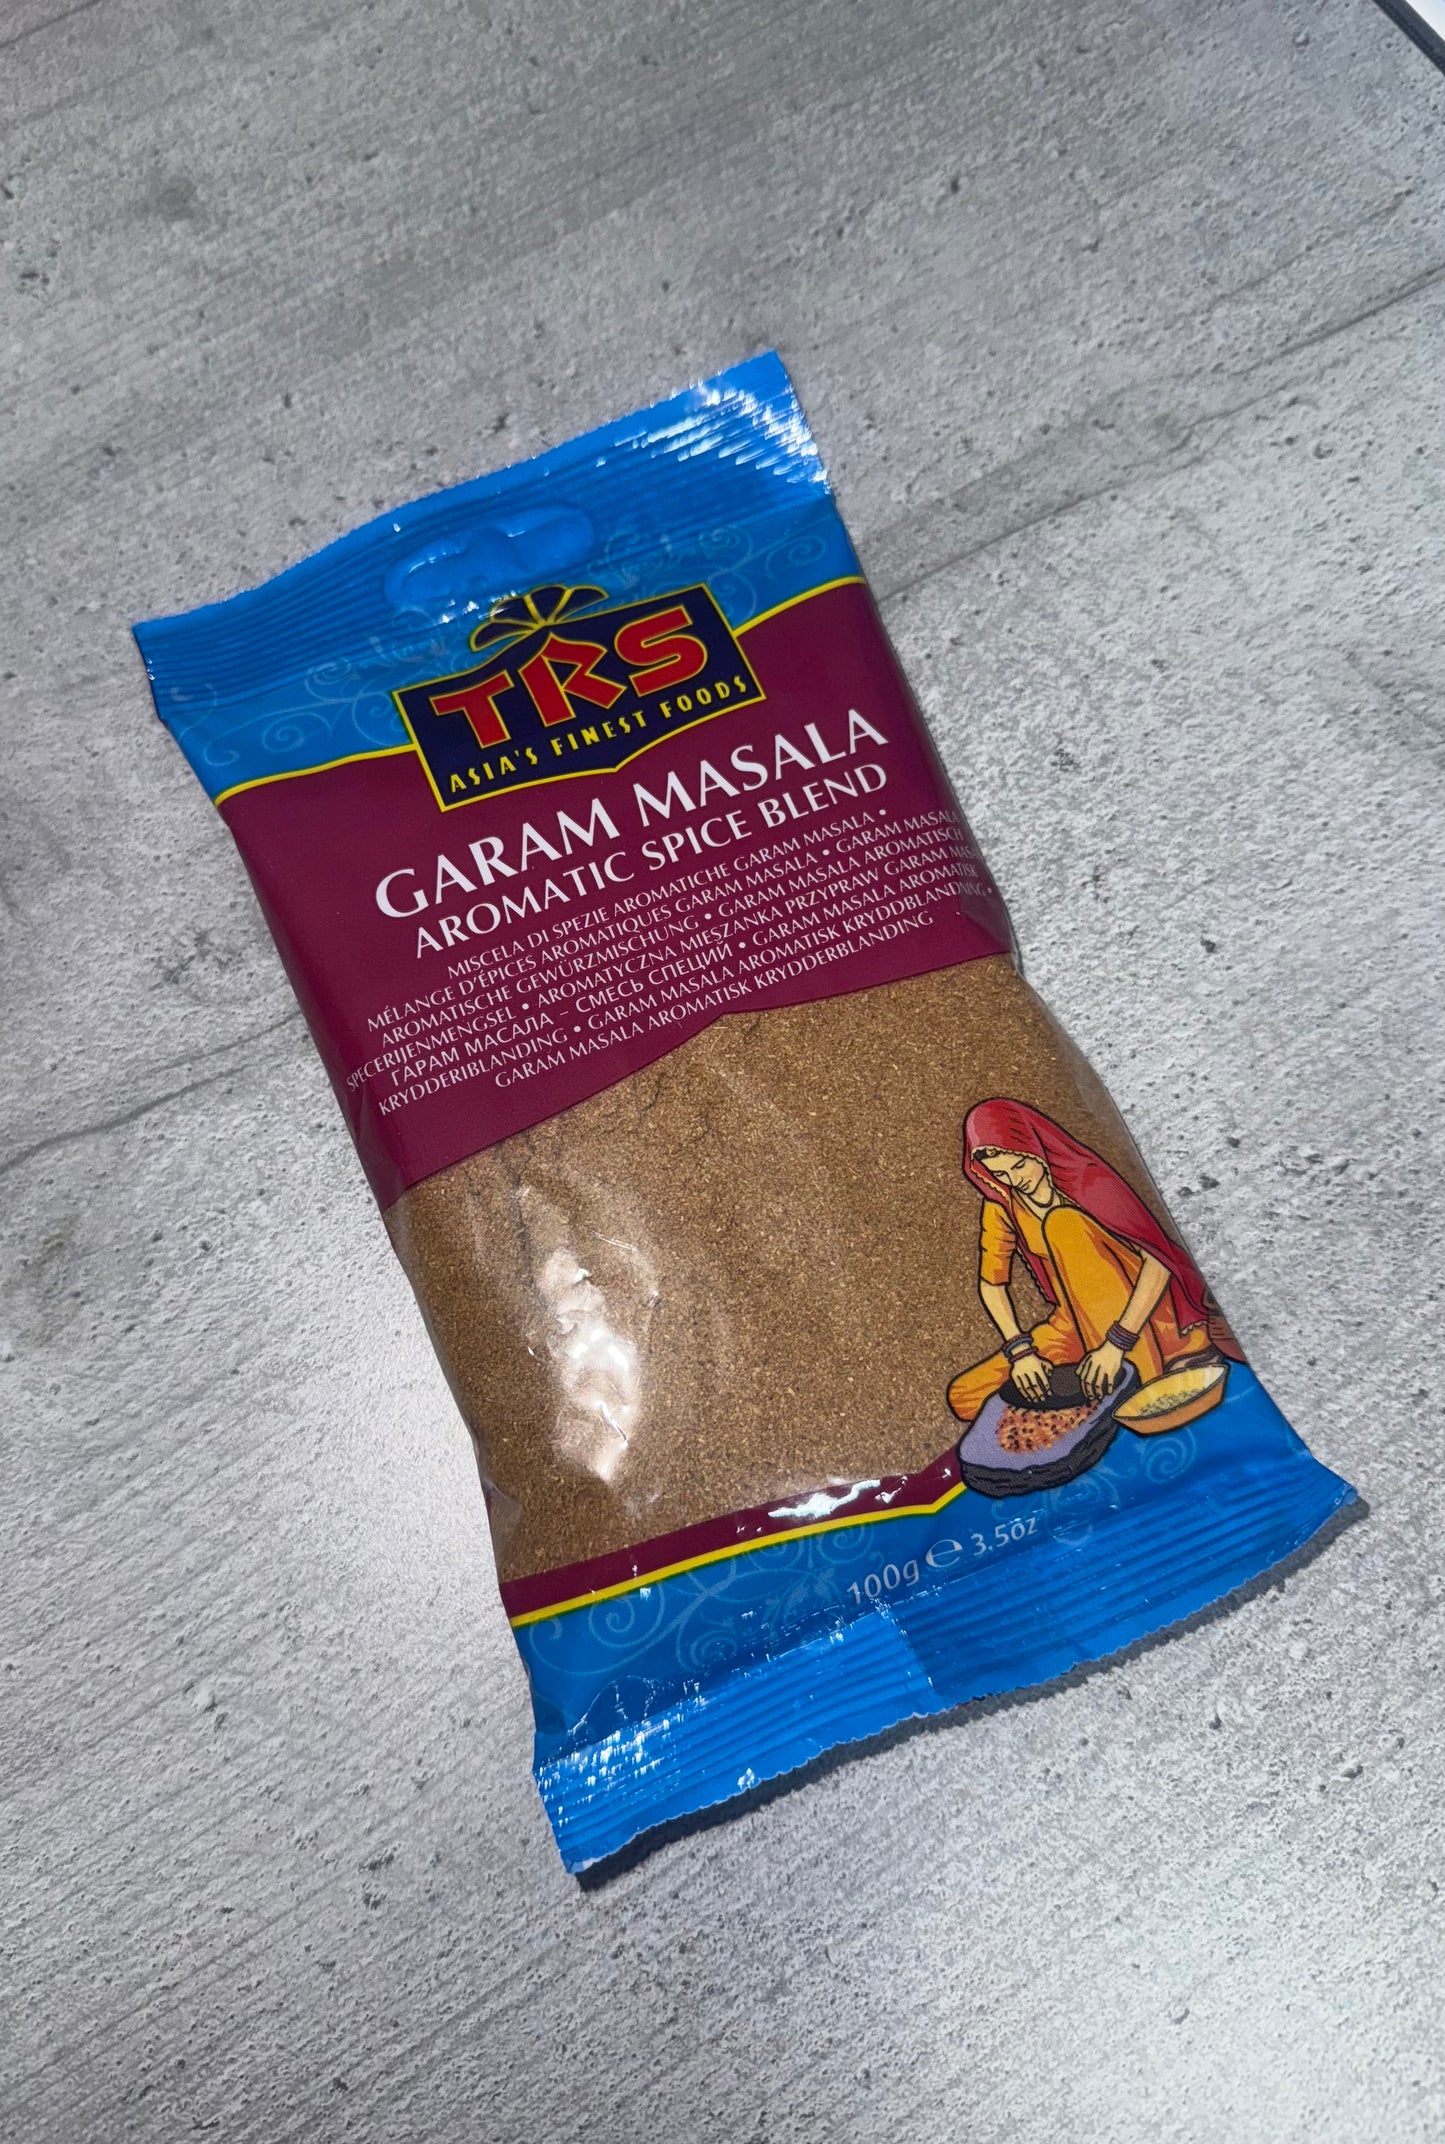 TRS
ASIA'S FINEST FOODS
GARAM MASALA
AROMATIC SPICE BLEND
MISCELA DI SPEZIE AROMATICHE GARAM MASALA •
MÉLANGE D'ÉPICES AROMATIQUES GARAM MASALA • GARAM MASALA
AROMATISCHE GEWÜRZMISCHUNG • GARAM MASALA AROMATISCH
SPECERIJENMENGSEL • AROMATYCZNA MIESZANKA PRZYPRAW GARAM
ГАРАМ МАСАЛА – СМЕСЬ СПЕЦИЙ • GARAM MASALA AROMATISK
KRYDDERIBLANDING • GARAM MASALA AROMATISK KRYDDBLANDNING •
GARAM MASALA AROMATISK KRYDDERBLANDING
100g ℮ 3.5oz